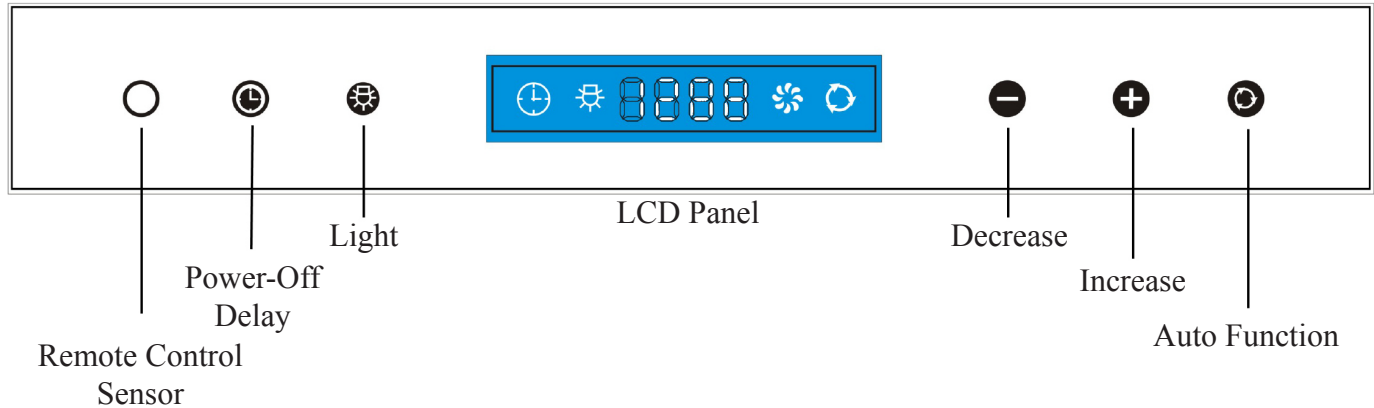 LCD Panel
Light
Decrease
Power-Off
Delay
Increase
Auto Function
Remote Control
Sensor